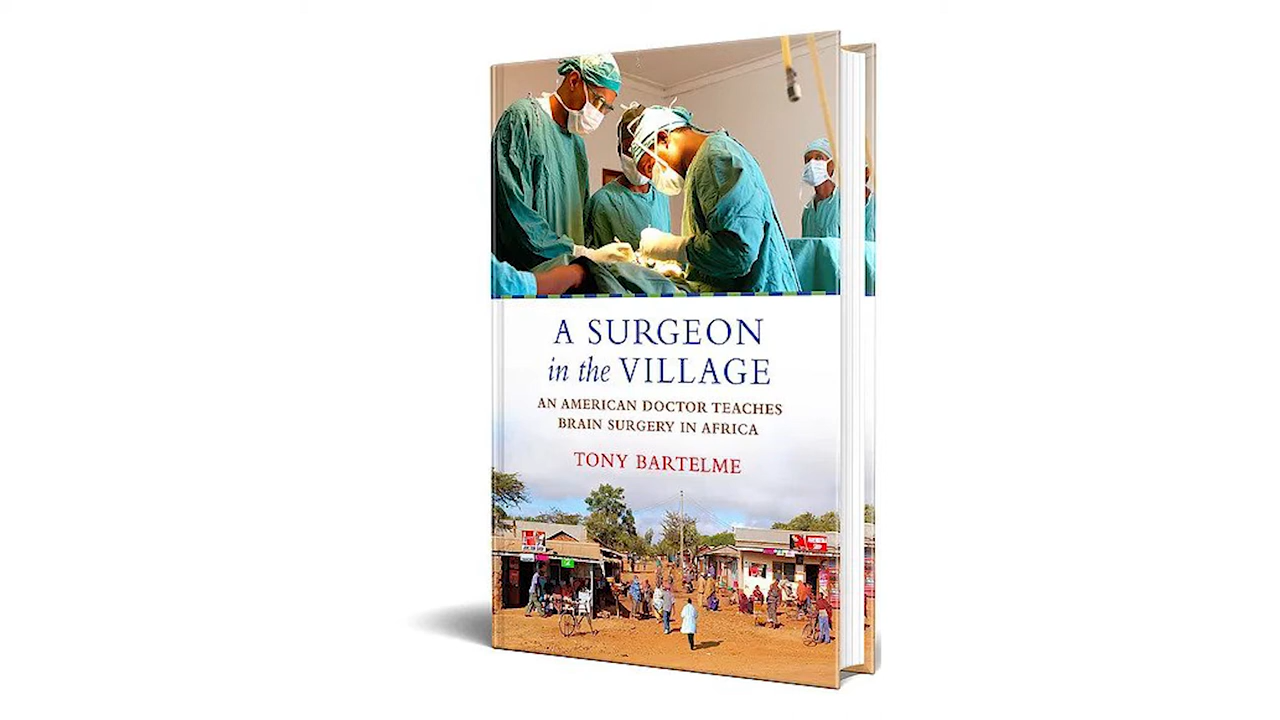 A SURGEON
in the VILLAGE
AN AMERICAN DOCTOR TEACHES
BRAIN SURGERY IN AFRICA
TONY BARTELME